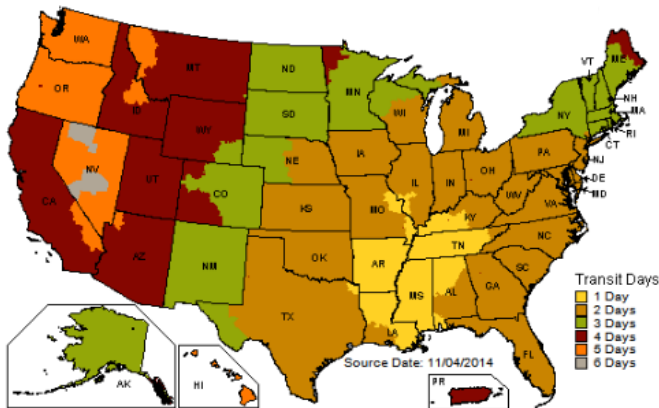 WA
OR
CA
NV
ID
MT
WY
UT
AZ
CO
NM
ND
SD
NE
KS
OK
TX
MN
IA
MO
AR
LA
WI
IL
MI
IN
OH
KY
TN
MS
AL
GA
FL
SC
NC
VA
WV
PA
NY
VT
ME
NH
MA
RI
CT
NJ
DE
MD
AK
HI
PR
Transit Days
1 Day
2 Days
3 Days
4 Days
5 Days
6 Days
Source Date: 11/04/2014